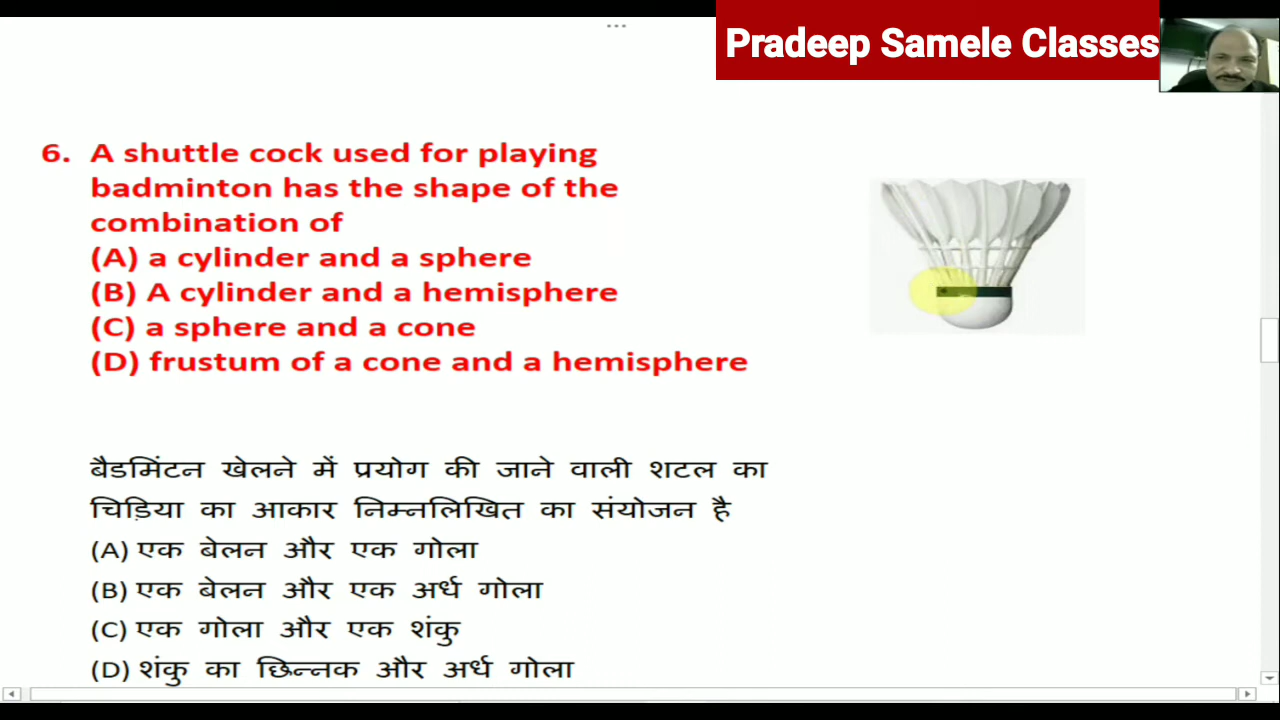 Pradeep Samele Classes
6. A shuttle cock used for playing
badminton has the shape of the
combination of
(A) a cylinder and a sphere
(B) A cylinder and a hemisphere
(C) a sphere and a cone
(D) frustum of a cone and a hemisphere
बैडमिंटन खेलने में प्रयोग की जाने वाली शटल का
चिड़िया का आकार निम्नलिखित का संयोजन है
(A) एक बेलन और एक गोला
(B) एक बेलन और एक अर्ध गोला
(C) एक गोला और एक शंकु
(D) शंकु का छिन्नक और अर्ध गोला